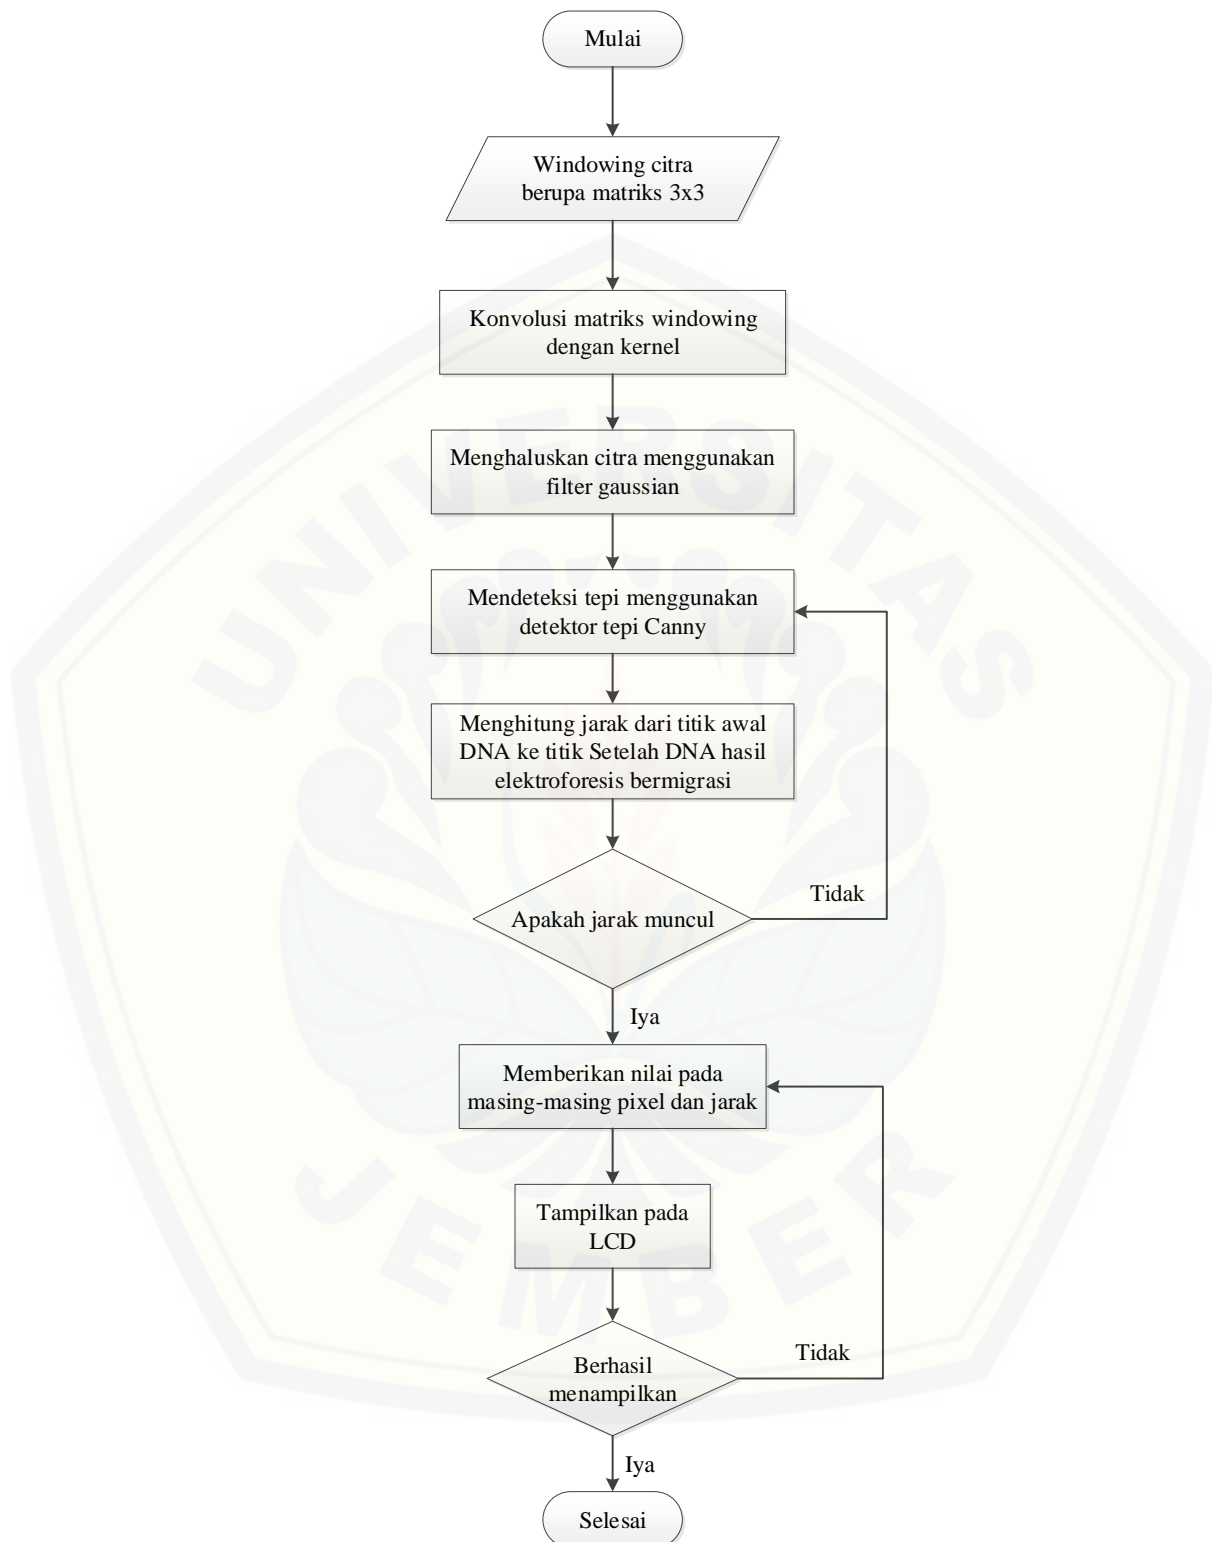 Mulai
Windowing citra
berupa matriks 3x3
Konvolusi matriks windowing
dengan kernel
Menghaluskan citra menggunakan
filter gaussian
Mendeteksi tepi menggunakan
detektor tepi Canny
Menghitung jarak dari titik awal
DNA ke titik Setelah DNA hasil
elektroforesis bermigrasi
Apakah jarak muncul
Tidak
Iya
Memberikan nilai pada
masing-masing pixel dan jarak
Tampilkan pada
LCD
Berhasil
menampilkan
Tidak
Iya
Selesai
UNIVERSITAS
JEMBER